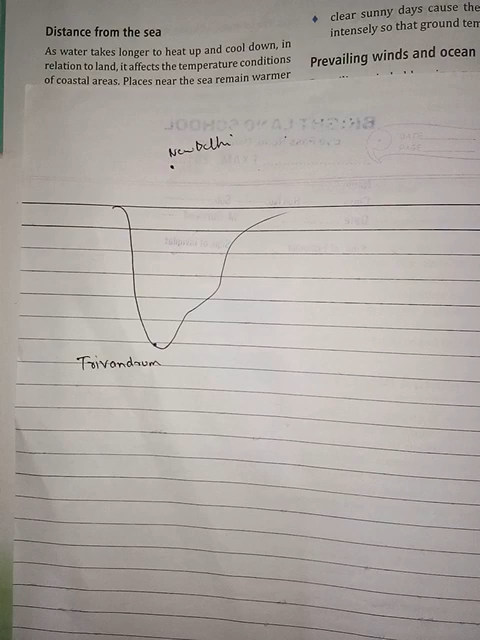 Distance from the sea
As water takes longer to heat up and cool down, in
relation to land, it affects the temperature conditions
of coastal areas. Places near the sea remain warmer
clear sunny days cause the
intensely so that ground tem
Prevailing winds and ocean
BRIGHTLAND SCHOOL
New Delhi
Trivandrum